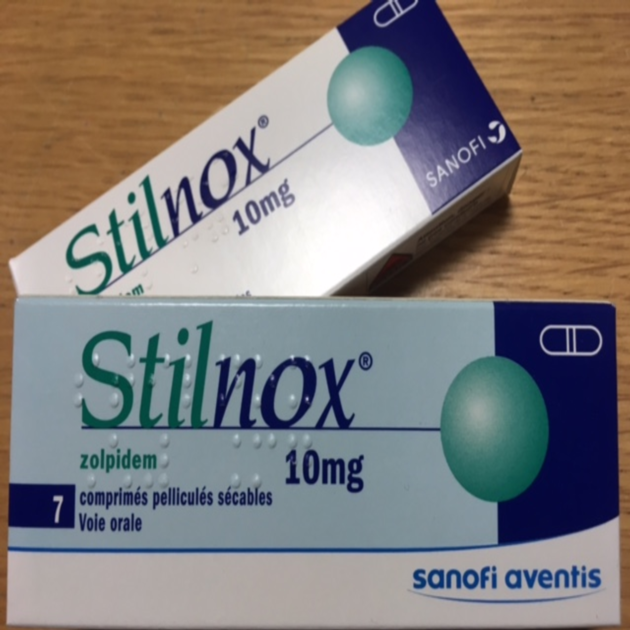 Stilnox®
10mg
SANOFI
Stilnox®
zolpidem
10mg
7
comprimés pelliculés sécables
Voie orale
sanofi aventis